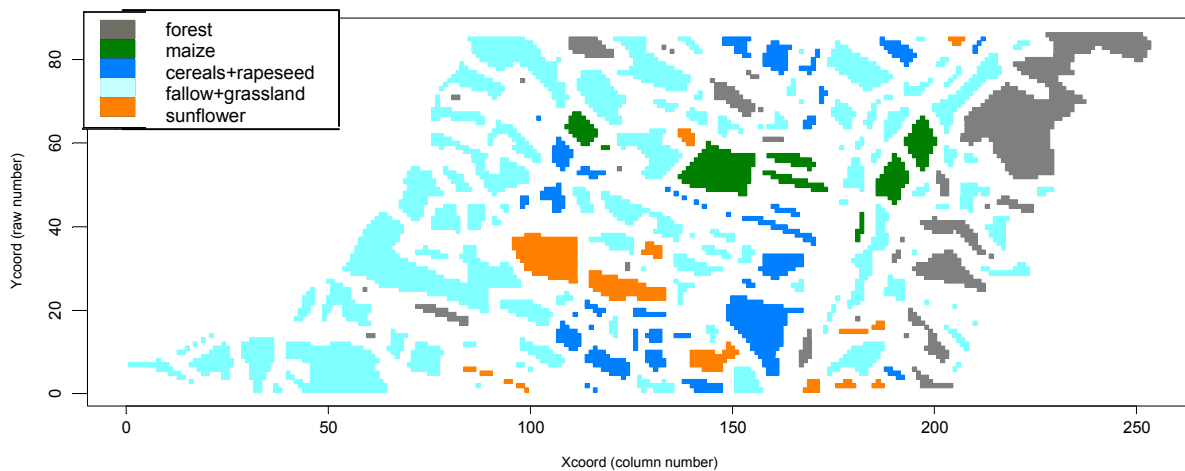 forest
maize
cereals+rapeseed
fallow+grassland
sunflower
Ycoord (raw number)
80
60
40
20
0
0 50 100 150 200 250
Xcoord (column number)